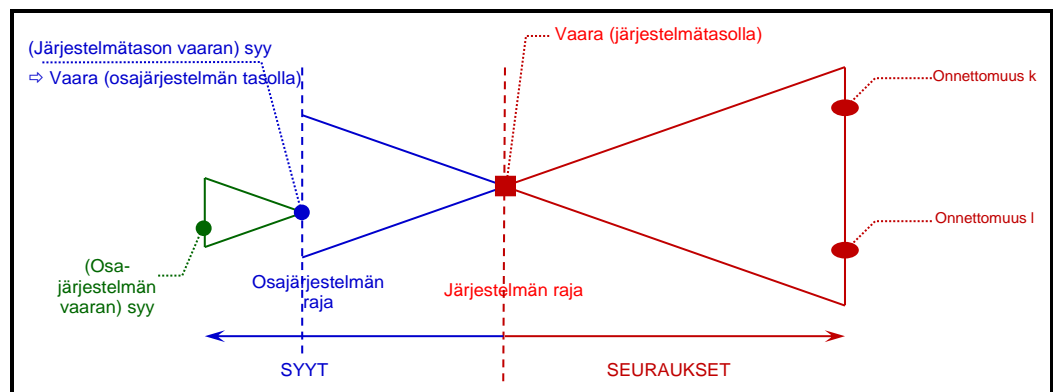 (Järjestelmätason vaaran) syy
⇨ Vaara (osajärjestelmän tasolla)
Vaara (järjestelmätasolla)
Onnettomuus k
Onnettomuus l
(Osa-
järjestelmän
vaaran) syy
Osajärjestelmän
raja
Järjestelmän raja
SYYT
SEURAUKSET